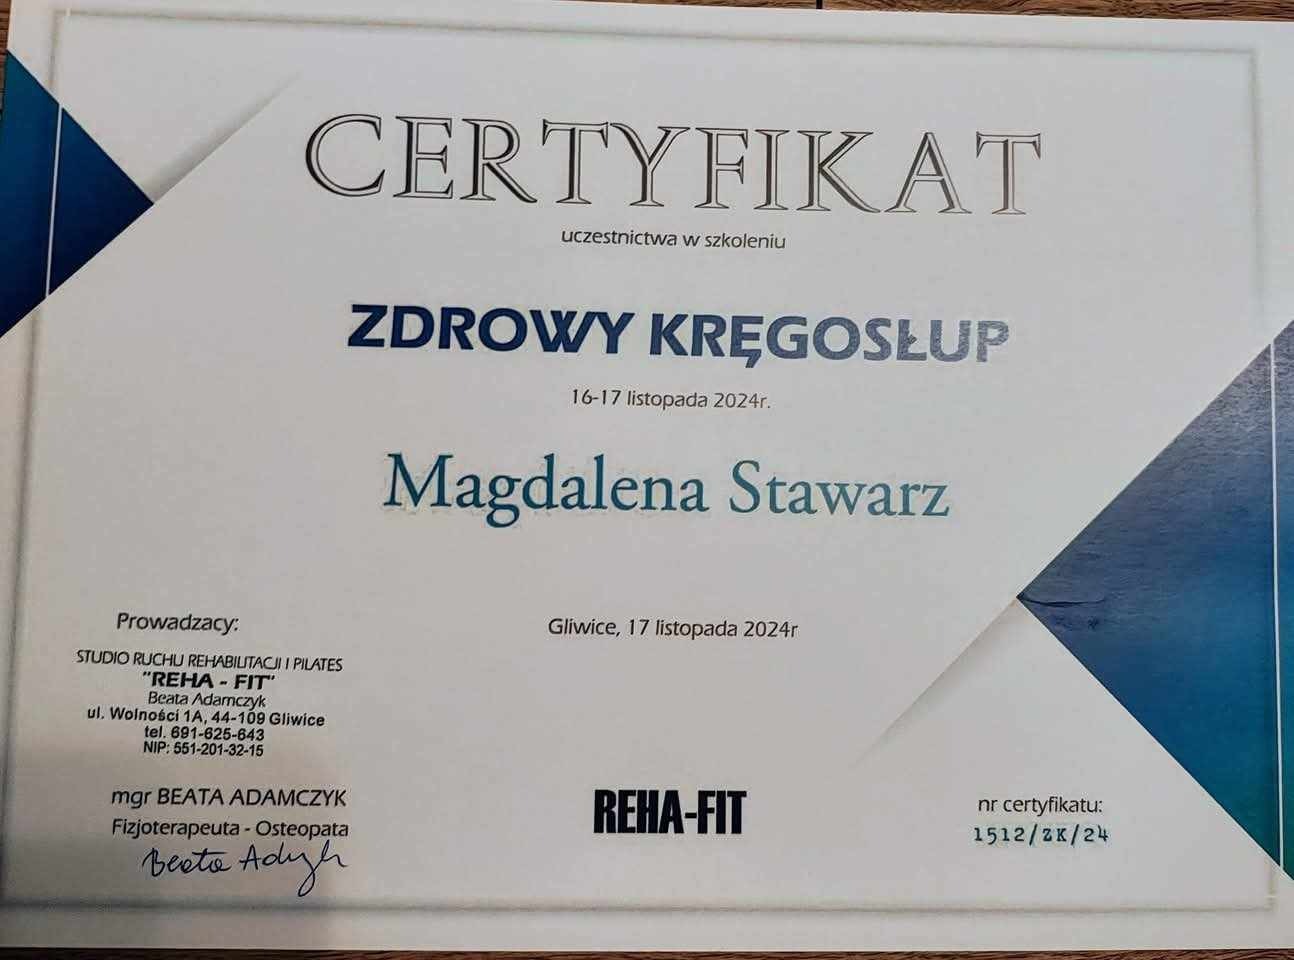 CERTYFIKAT
uczestnictwa w szkoleniu
ZDROWY KRĘGOSŁUP
16-17 listopada 2024r.
Magdalena Stawarz
Gliwice, 17 listopada 2024r
Prowadzacy:
STUDIO RUCHU REHABILITACJI I PILATES
"REHA - FIT"
Beata Adamczyk
ul. Wolności 1A, 44-109 Gliwice
tel. 691-625-643
NIP: 551-201-32-15
mgr BEATA ADAMCZYK
Fizjoterapeuta - Osteopata
Beata
REHA-FIT
nr certyfikatu:
1512/ZK/24